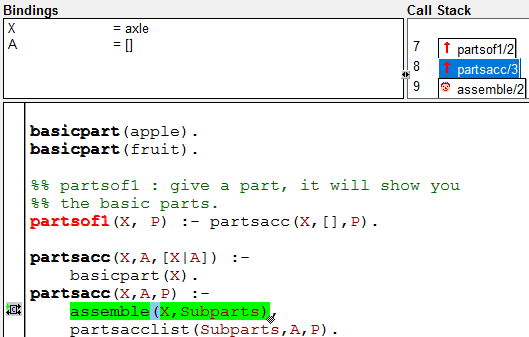 Bindings
X = axle
A = []
Call Stack
7 partsof1/2
8 partsacc/3
9 assemble/2
basicpart(apple).
basicpart(fruit).
%% partsof1 : give a part, it will show you
%% the basic parts.
partsof1(X, P) :- partsacc(X,[],P).
partsacc(X,A,[X|A]) :-
basicpart(X).
partsacc(X,A,P) :-
assemble(X,Subparts),
partsacclist(Subparts,A,P).